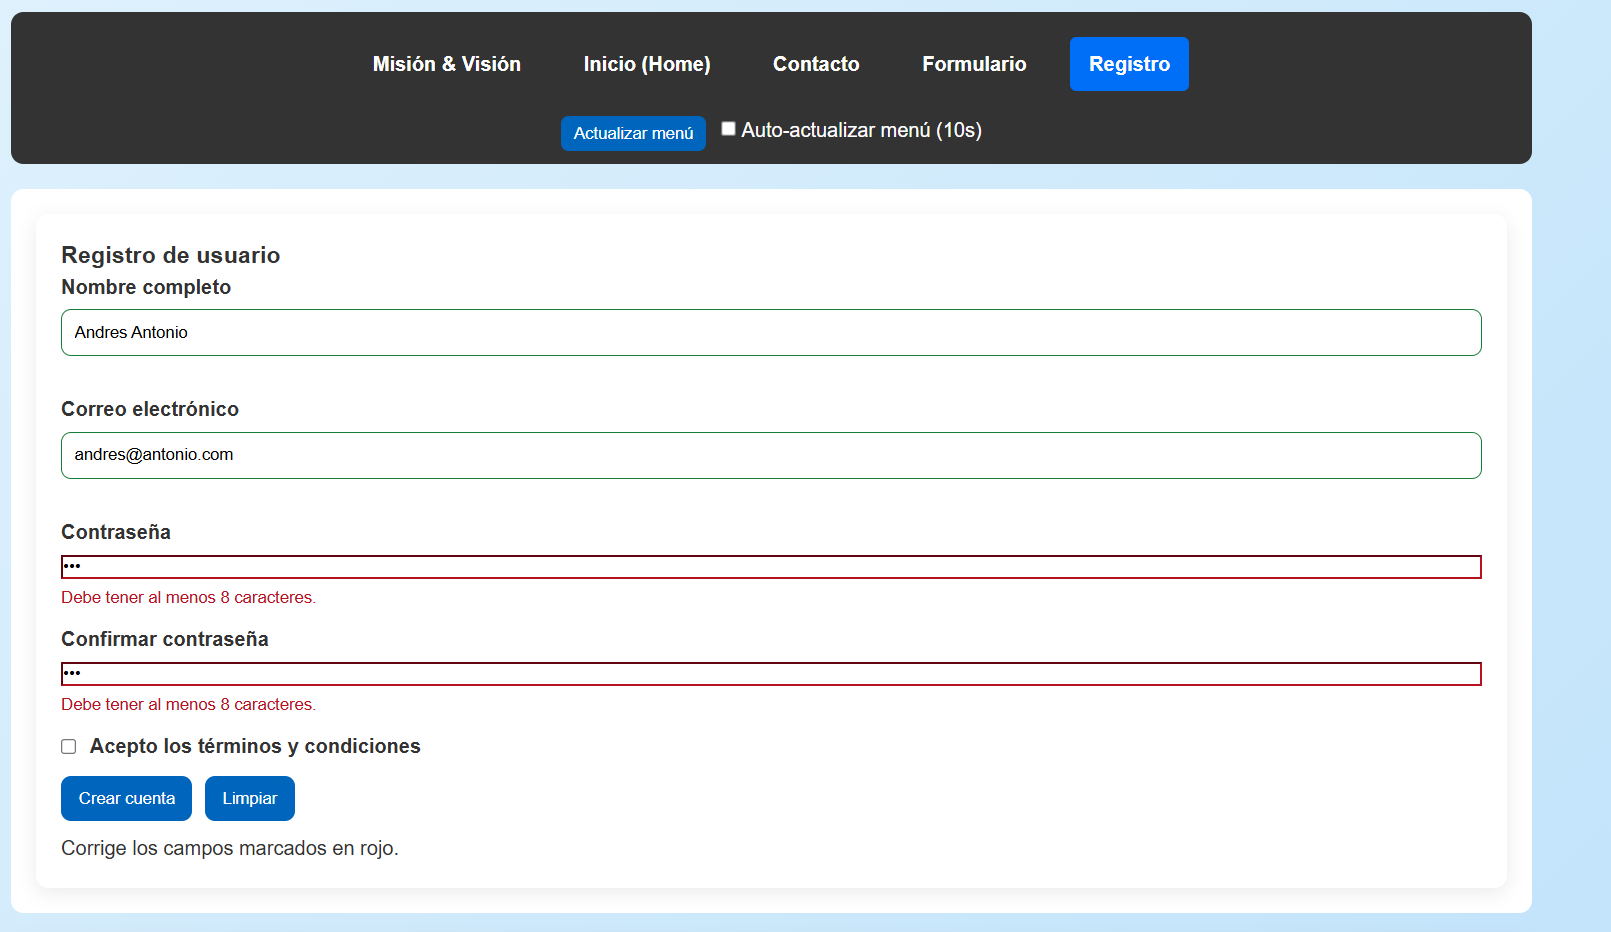 Misión & Visión Inicio (Home) Contacto Formulario Registro
Actualizar menú Auto-actualizar menú (10s)
Registro de usuario
Nombre completo
Andres Antonio
Correo electrónico
andres@antonio.com
Contraseña
•••
Debe tener al menos 8 caracteres.
Confirmar contraseña
•••
Debe tener al menos 8 caracteres.
Acepto los términos y condiciones
Crear cuenta Limpiar
Corrige los campos marcados en rojo.